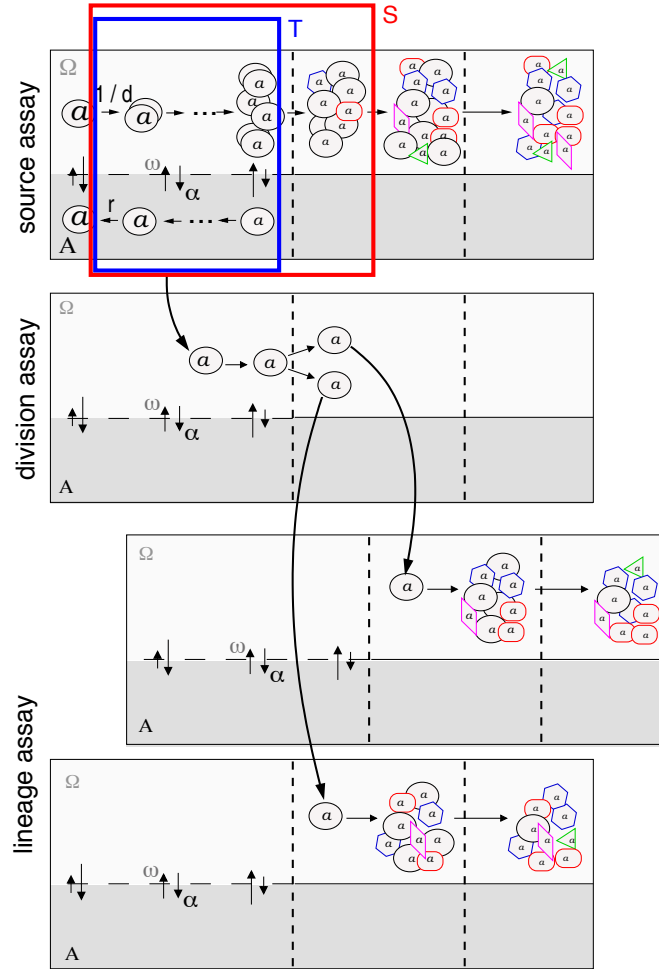 T S
source assay
Ω
a 1/d a ... a a a
ω α
a r a ... a
A
division assay
Ω
a a a
a
ω α
A
lineage assay
Ω
a
ω α
A
Ω
a
ω α
A